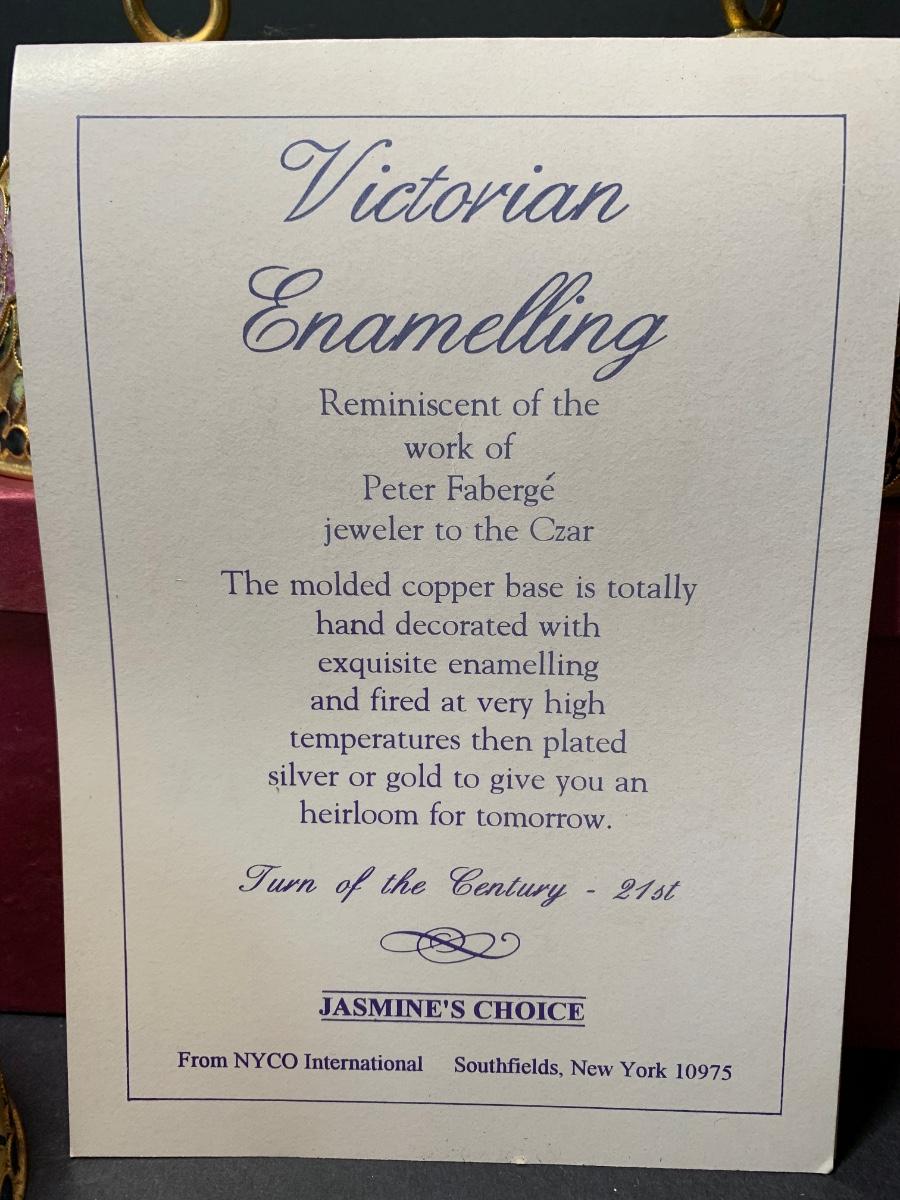 Victorian
Enamelling
Reminiscent of the
work of
Peter Fabergé
jeweler to the Czar
The molded copper base is totally
hand decorated with
exquisite enamelling
and fired at very high
temperatures then plated
silver or gold to give you an
heirloom for tomorrow.
Turn of the Century - 21st
JASMINE'S CHOICE
From NYCO International Southfields, New York 10975